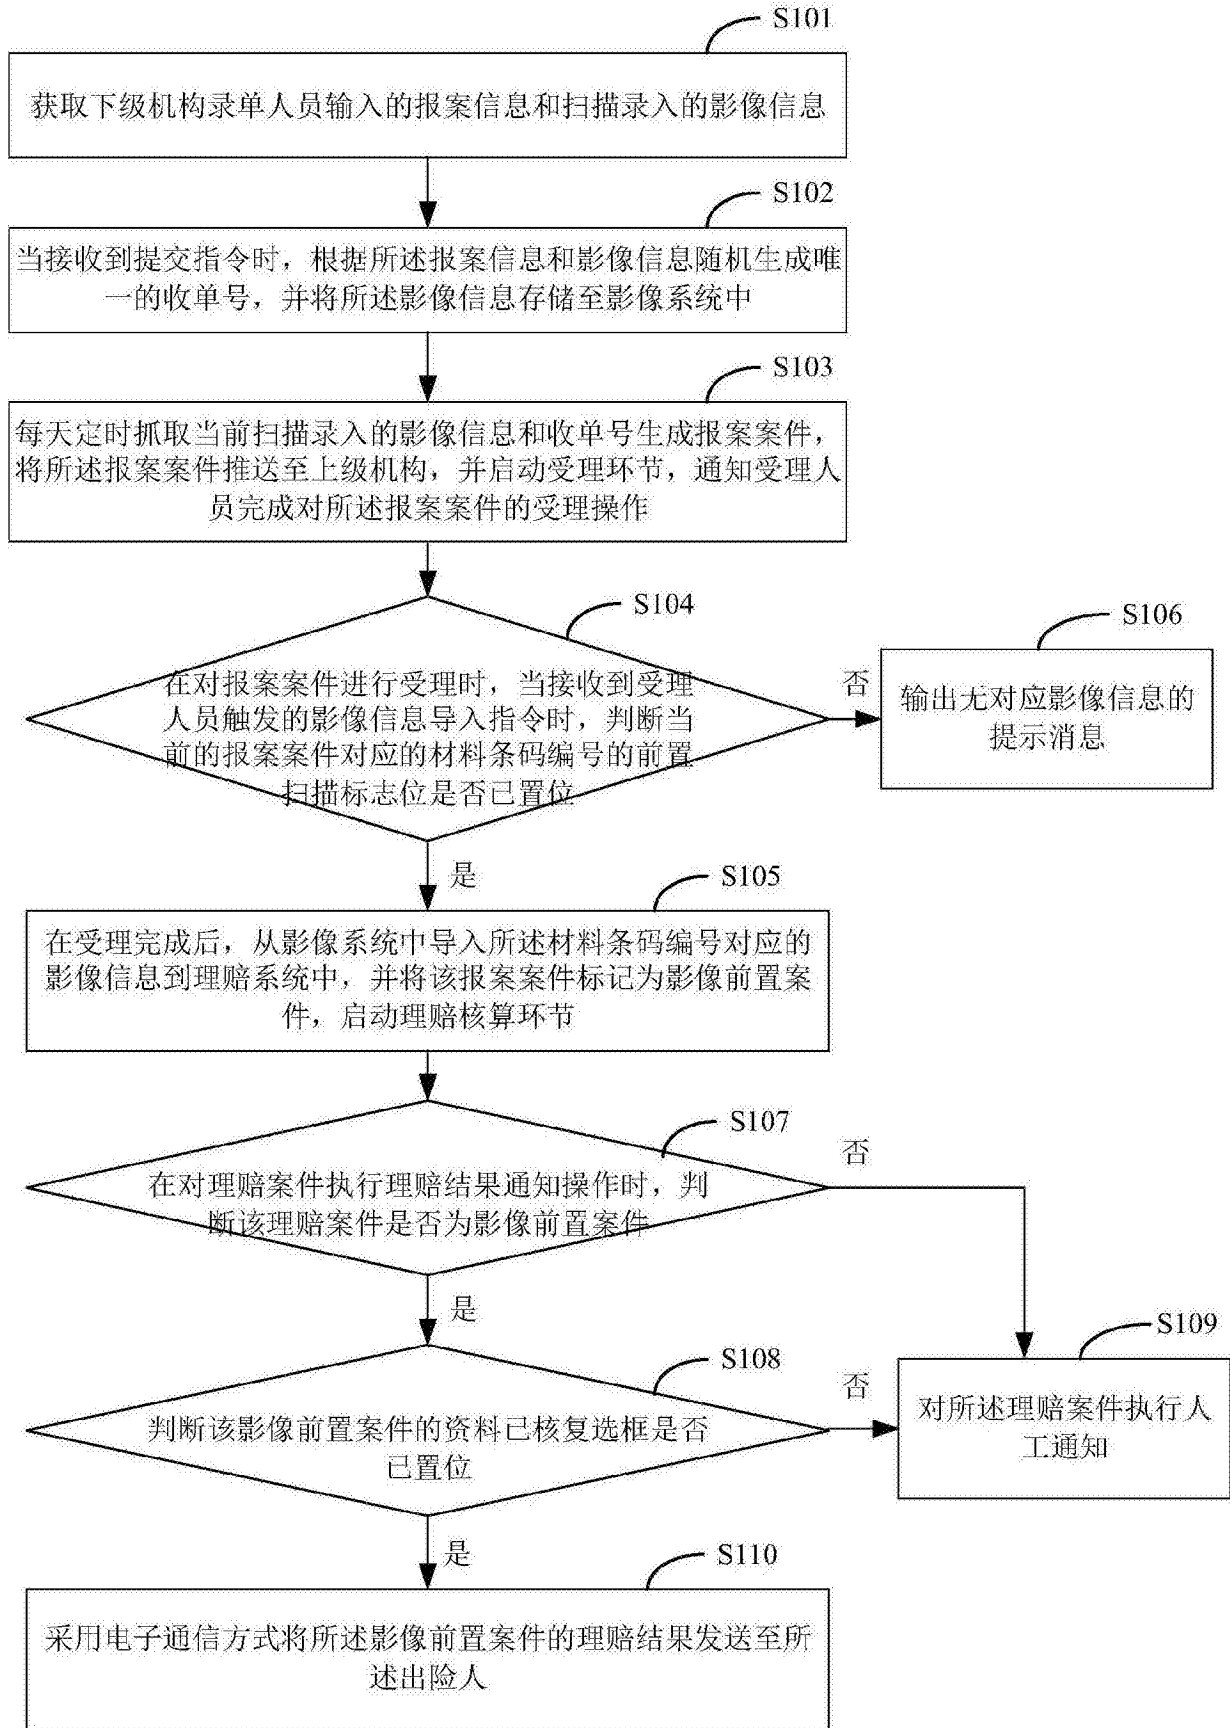 S101
获取下级机构录单人员输入的报案信息和扫描录入的影像信息
S102
当接收到提交指令时，根据所述报案信息和影像信息随机生成唯
一的收单号，并将所述影像信息存储至影像系统中
S103
每天定时抓取当前扫描录入的影像信息和收单号生成报案案件，
将所述报案案件推送至上级机构，并启动受理环节，通知受理人
员完成对所述报案案件的受理操作
S104
在对报案案件进行受理时，当接收到受理
人员触发的影像信息导入指令时，判断当
前的报案案件对应的材料条码编号的前置
扫描标志位是否已置位
否
S106
输出无对应影像信息的
提示消息
是
S105
在受理完成后，从影像系统中导入所述材料条码编号对应的
影像信息到理赔系统中，并将该报案案件标记为影像前置案
件，启动理赔核算环节
S107
在对理赔案件执行理赔结果通知操作时，判
断该理赔案件是否为影像前置案件
否
是
S108
判断该影像前置案件的资料已核复选框是否
已置位
否
S109
对所述理赔案件执行人
工通知
是
S110
采用电子通信方式将所述影像前置案件的理赔结果发送至所
述出险人